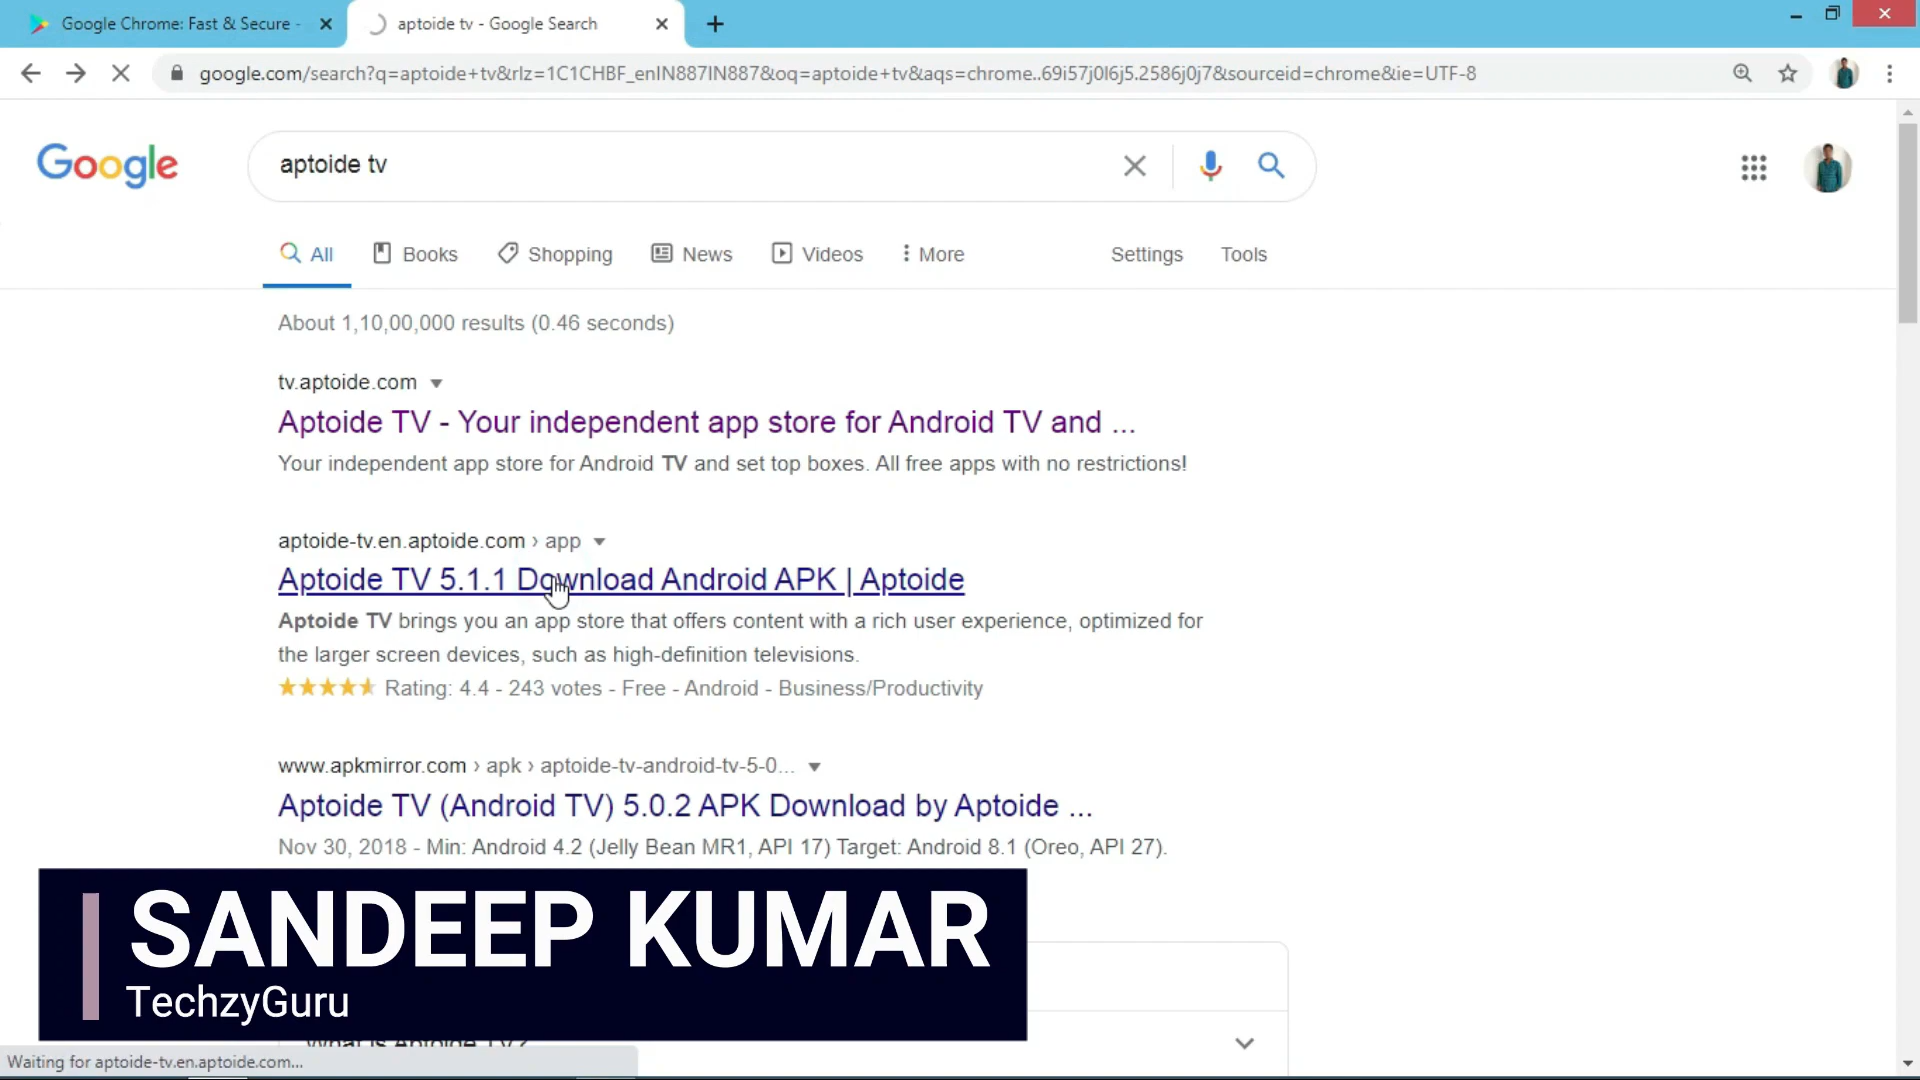 Google Chrome: Fast & Secure -
aptoide tv - Google Search
google.com/search?q=aptoide+tv&rlz=1C1CHBF_enIN887IN887&oq=aptoide+tv&aqs=chrome..69i57j0l6j5.2586j0j7&sourceid=chrome&ie=UTF-8
Google
aptoide tv
All
Books
Shopping
News
Videos
More
Settings
Tools
About 1,10,00,000 results (0.46 seconds)
tv.aptoide.com
Aptoide TV - Your independent app store for Android TV and ...
Your independent app store for Android TV and set top boxes. All free apps with no restrictions!
aptoide-tv.en.aptoide.com › app
Aptoide TV 5.1.1 Download Android APK | Aptoide
Aptoide TV brings you an app store that offers content with a rich user experience, optimized for
the larger screen devices, such as high-definition televisions.
Rating: 4.4 - 243 votes - Free - Android - Business/Productivity
www.apkmirror.com › apk › aptoide-tv-android-tv-5-0...
Aptoide TV (Android TV) 5.0.2 APK Download by Aptoide ...
Nov 30, 2018 - Min: Android 4.2 (Jelly Bean MR1, API 17) Target: Android 8.1 (Oreo, API 27).
SANDEEP KUMAR
TechzyGuru
What is Aptoide TV?
Waiting for aptoide-tv.en.aptoide.com...